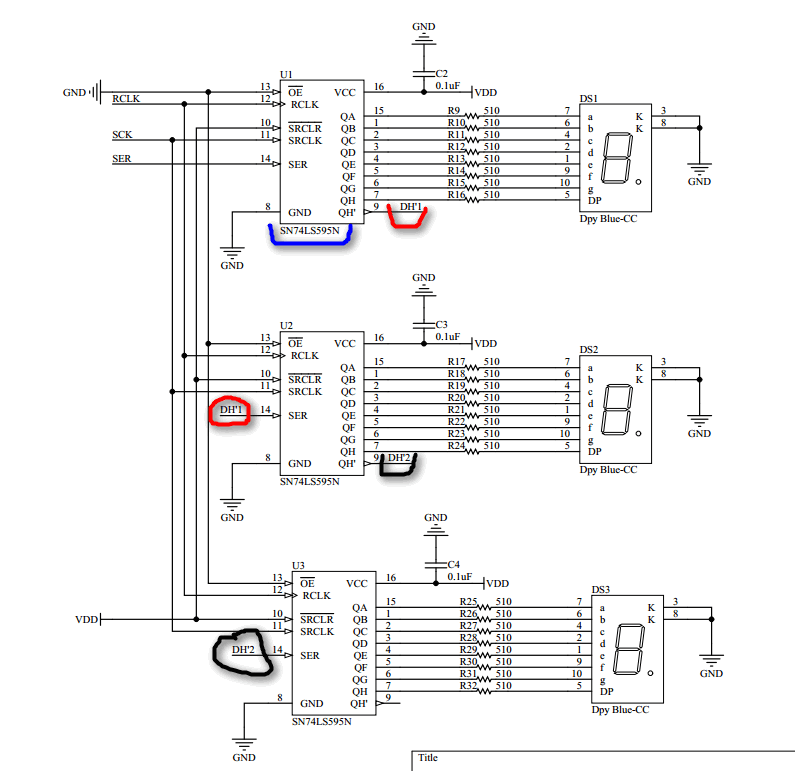 GND
C2
0.1uF
VDD
U1
GND
RCLK
SCK
SER
13 OE VCC 16
12 RCLK
QA 15 R9 510 7 a K 3
10 SRCLR QB 1 R10 510 6 b K 8
11 SRCLK QC 2 R11 510 4 c
QD 3 R12 510 2 d
14 SER QE 4 R13 510 1 e
QF 5 R14 510 9 f
QG 6 R15 510 10 g
QH 7 R16 510 5 DP
8 GND QH' 9 DH'1
SN74LS595N
DS1
Dpy Blue-CC
GND
GND
GND
C3
0.1uF
VDD
U2
13 OE VCC 16
12 RCLK
QA 15 R17 510 7 a K 3
10 SRCLR QB 1 R18 510 6 b K 8
11 SRCLK QC 2 R19 510 4 c
QD 3 R20 510 2 d
DH'1 14 SER QE 4 R21 510 1 e
QF 5 R22 510 9 f
QG 6 R23 510 10 g
QH 7 R24 510 5 DP
8 GND QH' 9 DH'2
SN74LS595N
DS2
Dpy Blue-CC
GND
GND
GND
C4
0.1uF
VDD
U3
13 OE VCC 16
12 RCLK
QA 15 R25 510 7 a K 3
VDD 10 SRCLR QB 1 R26 510 6 b K 8
11 SRCLK QC 2 R27 510 4 c
QD 3 R28 510 2 d
DH'2 14 SER QE 4 R29 510 1 e
QF 5 R30 510 9 f
QG 6 R31 510 10 g
QH 7 R32 510 5 DP
8 GND QH' 9
SN74LS595N
DS3
Dpy Blue-CC
GND
GND
Title